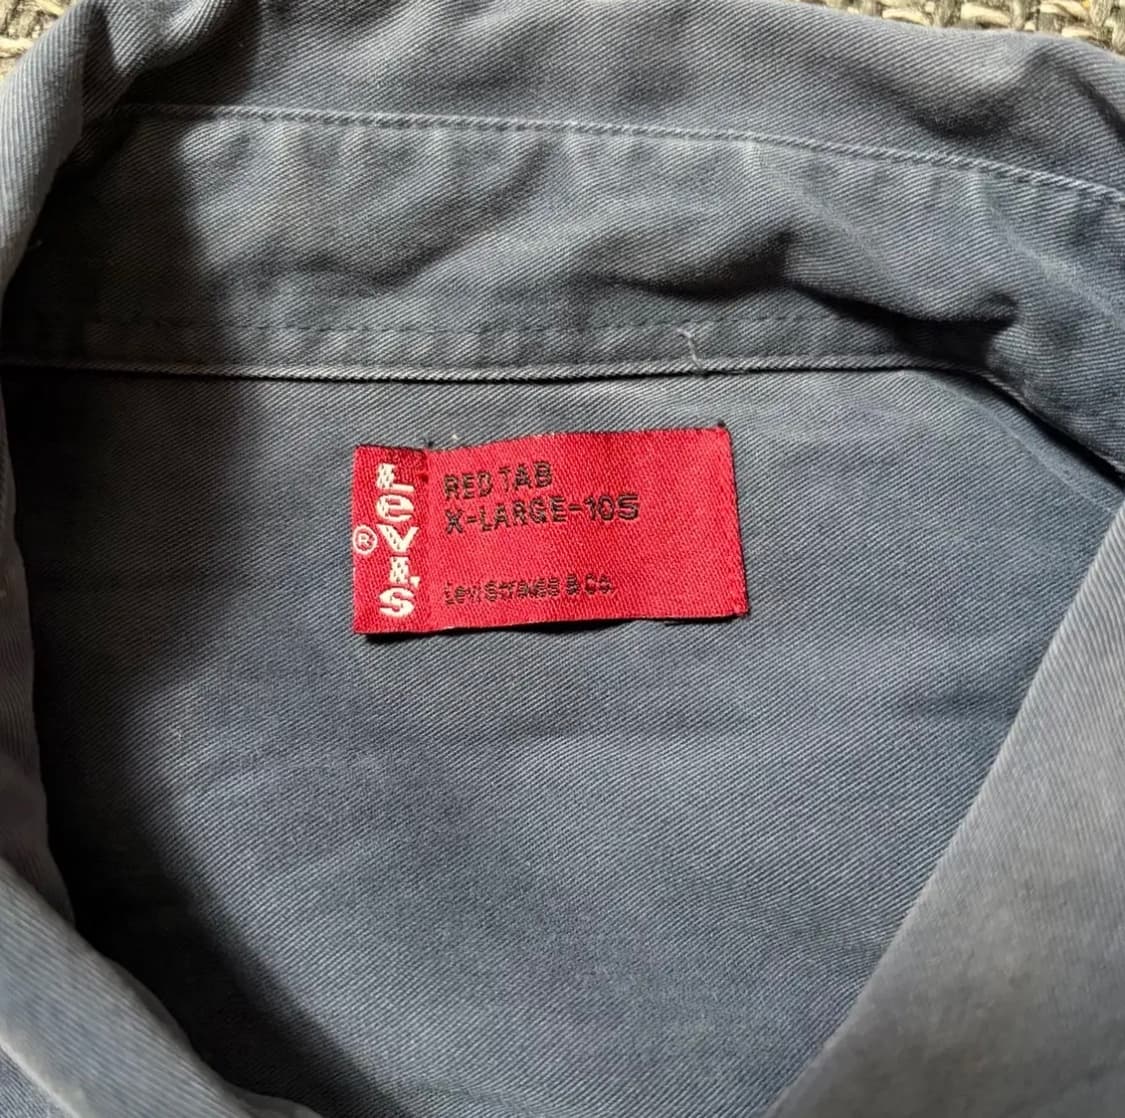 LEVI'S
®
RED TAB
X-LARGE-105
Levi Strauss & Co.